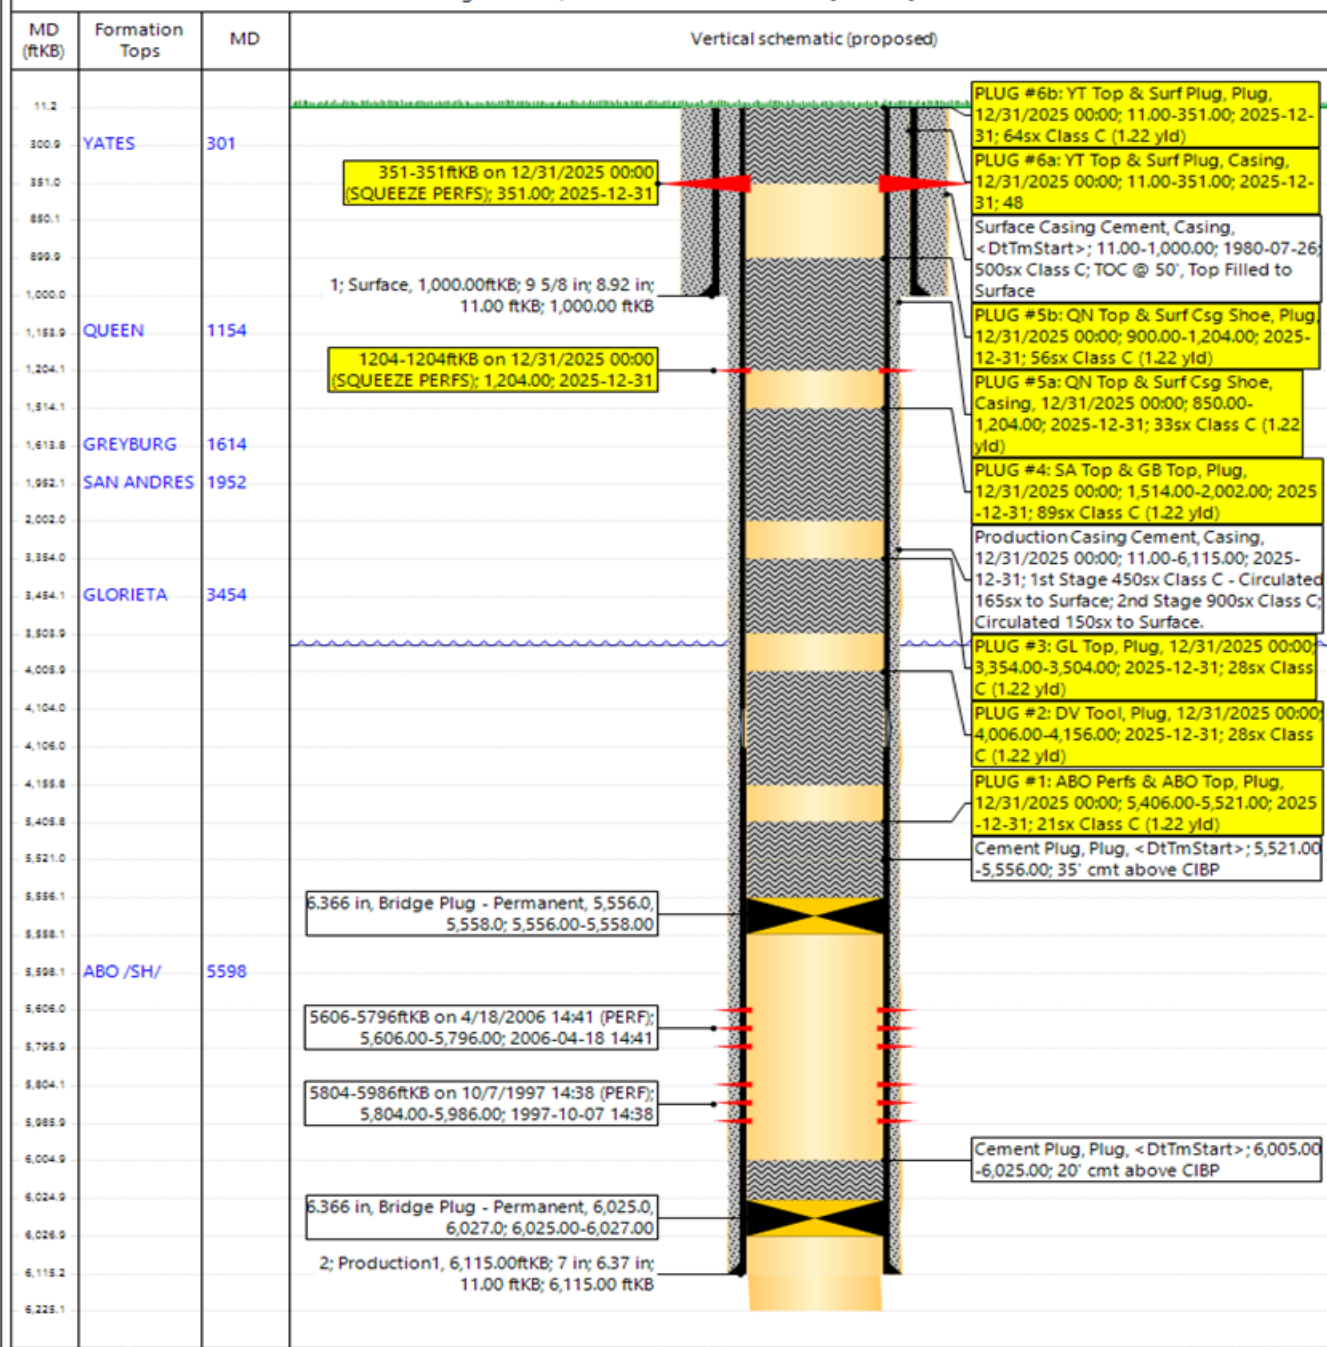 MD
(ftKB)
Formation
Tops
MD
Vertical schematic (proposed)
11.2
300.9
YATES
301
351.0
850.1
899.9
1,000.0
QUEEN
1154
1,204.1
1,514.1
1,613.8
GREYBURG
1614
SAN ANDRES
1952
1,952.1
2,002.0
3,354.0
3,454.1
GLORIETA
3454
3,503.9
4,005.9
4,104.0
4,106.0
4,155.8
5,405.8
5,521.0
5,556.1
5,558.1
5,598.1
ABO /SH/
5598
5,606.0
5,795.9
5,804.1
5,985.9
6,004.9
6,024.9
6,026.9
6,115.2
6,225.1
351-351ftKB on 12/31/2025 00:00
(SQUEEZE PERFS); 351.00; 2025-12-31
1; Surface, 1,000.00ftKB; 9 5/8 in; 8.92 in;
11.00 ftKB; 1,000.00 ftKB
1204-1204ftKB on 12/31/2025 00:00
(SQUEEZE PERFS); 1,204.00; 2025-12-31
6.366 in, Bridge Plug - Permanent, 5,556.0,
5,558.0; 5,556.00-5,558.00
5606-5796ftKB on 4/18/2006 14:41 (PERF);
5,606.00-5,796.00; 2006-04-18 14:41
5804-5986ftKB on 10/7/1997 14:38 (PERF);
5,804.00-5,986.00; 1997-10-07 14:38
6.366 in, Bridge Plug - Permanent, 6,025.0,
6,027.0; 6,025.00-6,027.00
2; Production1, 6,115.00ftKB; 7 in; 6.37 in;
11.00 ftKB; 6,115.00 ftKB
PLUG #6b: YT Top & Surf Plug, Plug,
12/31/2025 00:00; 11.00-351.00; 2025-12-
31; 64sx Class C (1.22 yld)
PLUG #6a: YT Top & Surf Plug, Casing,
12/31/2025 00:00; 11.00-351.00; 2025-12-
31; 48
Surface Casing Cement, Casing,
<DtTmStart>; 11.00-1,000.00; 1980-07-26;
500sx Class C; TOC @ 50', Top Filled to
Surface
PLUG #5b: QN Top & Surf Csg Shoe, Plug,
12/31/2025 00:00; 900.00-1,204.00; 2025-
12-31; 56sx Class C (1.22 yld)
PLUG #5a: QN Top & Surf Csg Shoe,
Casing, 12/31/2025 00:00; 850.00-
1,204.00; 2025-12-31; 33sx Class C (1.22
yld)
PLUG #4: SA Top & GB Top, Plug,
12/31/2025 00:00; 1,514.00-2,002.00; 2025
-12-31; 89sx Class C (1.22 yld)
Production Casing Cement, Casing,
12/31/2025 00:00; 11.00-6,115.00; 2025-
12-31; 1st Stage 450sx Class C - Circulated
165sx to Surface; 2nd Stage 900sx Class C;
Circulated 150sx to Surface.
PLUG #3: GL Top, Plug, 12/31/2025 00:00;
3,354.00-3,504.00; 2025-12-31; 28sx Class
C (1.22 yld)
PLUG #2: DV Tool, Plug, 12/31/2025 00:00;
4,006.00-4,156.00; 2025-12-31; 28sx Class
C (1.22 yld)
PLUG #1: ABO Perfs & ABO Top, Plug,
12/31/2025 00:00; 5,406.00-5,521.00; 2025
-12-31; 21sx Class C (1.22 yld)
Cement Plug, Plug, <DtTmStart>; 5,521.00
-5,556.00; 35' cmt above CIBP
Cement Plug, Plug, <DtTmStart>; 6,005.00
-6,025.00; 20' cmt above CIBP